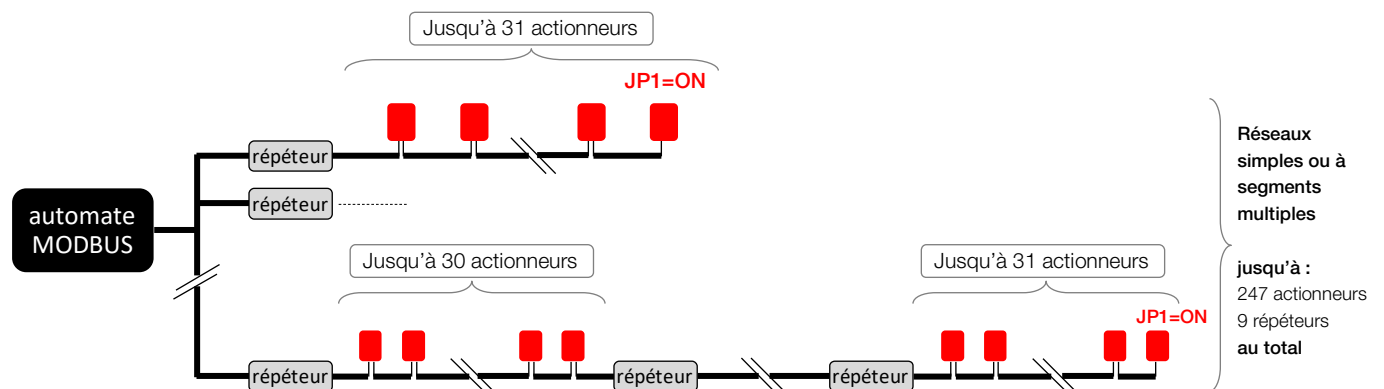 Jusqu'à 31 actionneurs
JP1=ON
répéteur
répéteur
automate
MODBUS
Jusqu'à 30 actionneurs
Jusqu'à 31 actionneurs
JP1=ON
répéteur
répéteur
répéteur
Réseaux
simples ou à
segments
multiples
jusqu'à :
247 actionneurs
9 répéteurs
au total